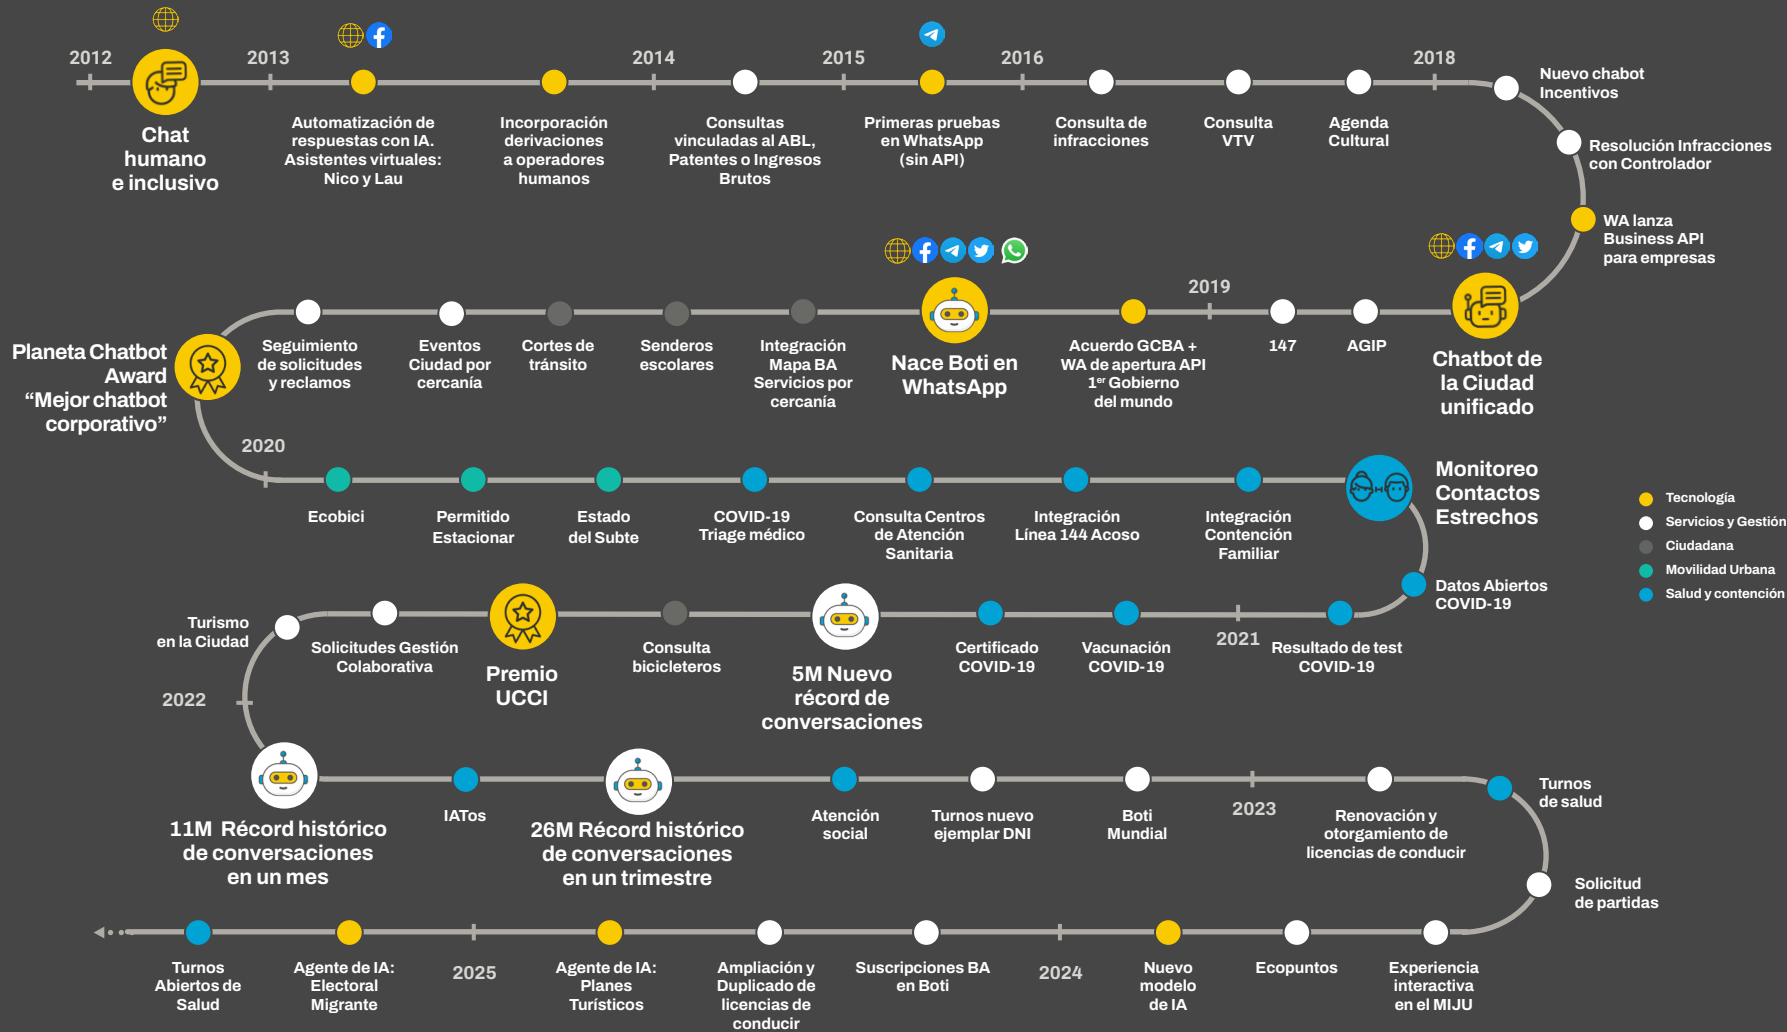 2012
2013
2014
2015
2016
2018
Chat
humano
e inclusivo
Automatización de
respuestas con IA.
Asistentes virtuales:
Nico y Lau
Incorporación
derivaciones
a operadores
humanos
Consultas
vinculadas al ABL,
Patentes o Ingresos
Brutos
Primeras pruebas
en WhatsApp
(sin API)
Consulta de
infracciones
Consulta
VTV
Agenda
Cultural
Nuevo chabot
Incentivos
Resolución Infracciones
con Controlador
WA lanza
Business API
para empresas
Chatbot de
la Ciudad
unificado
AGIP
147
2019
Acuerdo GCBA +
WA de apertura API
1er Gobierno
del mundo
Nace Boti en
WhatsApp
Integración
Mapa BA
Servicios por
cercanía
Senderos
escolares
Cortes de
tránsito
Eventos
Ciudad por
cercanía
Seguimiento
de solicitudes
y reclamos
Planeta Chatbot
Award
“Mejor chatbot
corporativo”
2020
Ecobici
Permitido
Estacionar
Estado
del Subte
COVID-19
Triage médico
Consulta Centros
de Atención
Sanitaria
Integración
Línea 144 Acoso
Integración
Contención
Familiar
Monitoreo
Contactos
Estrechos
Tecnología
Servicios y Gestión
Ciudadana
Movilidad Urbana
Salud y contención
Datos Abiertos
COVID-19
Resultado de test
COVID-19
2021
Vacunación
COVID-19
Certificado
COVID-19
5M Nuevo
récord de
conversaciones
Consulta
bicicleteros
Premio
UCCI
Solicitudes Gestión
Colaborativa
Turismo
en la Ciudad
2022
11M Récord histórico
de conversaciones
en un mes
IATos
26M Récord histórico
de conversaciones
en un trimestre
Atención
social
Turnos nuevo
ejemplar DNI
Boti
Mundial
2023
Renovación y
otorgamiento de
licencias de conducir
Turnos
de salud
Solicitud
de partidas
Experiencia
interactiva
en el MIJU
Ecopuntos
Nuevo
modelo
de IA
2024
Suscripciones BA
en Boti
Ampliación y
Duplicado de
licencias de
conducir
Agente de IA:
Planes
Turísticos
2025
Agente de IA:
Electoral
Migrante
Turnos
Abiertos de
Salud